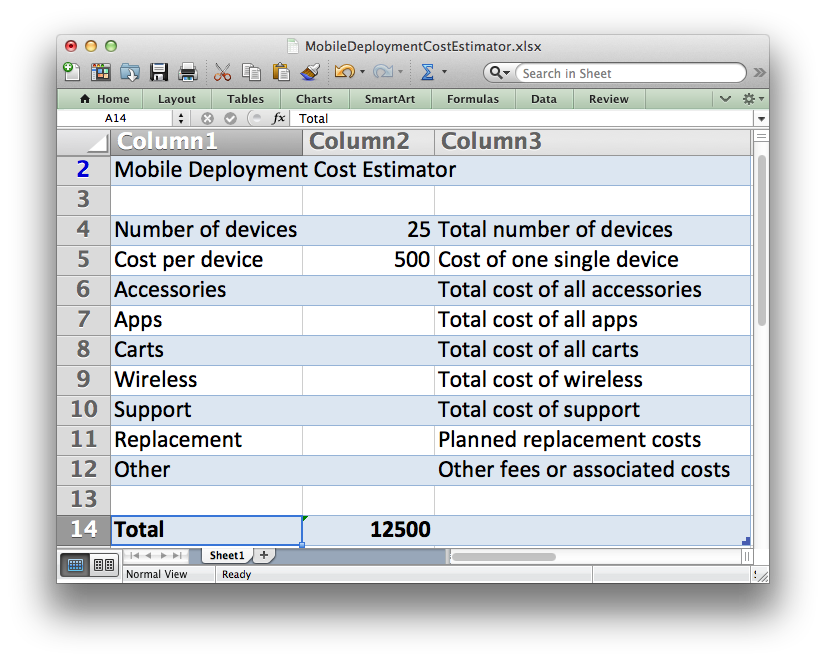 MobileDeploymentCostEstimator.xlsx
Search in Sheet
Home Layout Tables Charts SmartArt Formulas Data Review
A14 fx Total
Column1 Column2 Column3
2 Mobile Deployment Cost Estimator
3
4 Number of devices 25 Total number of devices
5 Cost per device 500 Cost of one single device
6 Accessories Total cost of all accessories
7 Apps Total cost of all apps
8 Carts Total cost of all carts
9 Wireless Total cost of wireless
10 Support Total cost of support
11 Replacement Planned replacement costs
12 Other Other fees or associated costs
13
14 Total 12500
Sheet1
Normal View Ready